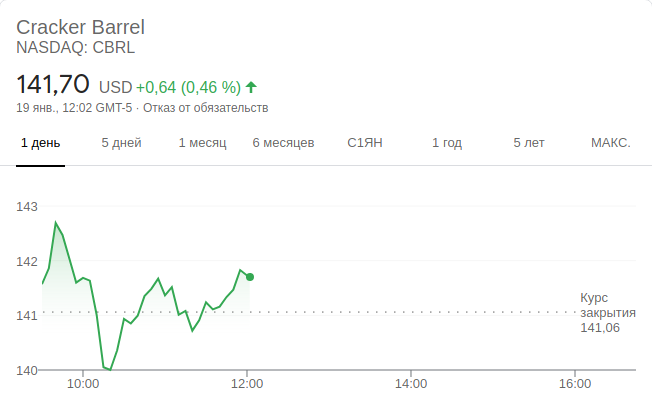 Cracker Barrel
NASDAQ: CBRL
141,70 USD +0,64 (0,46 %)
19 янв., 12:02 GMT-5 · Отказ от обязательств
1 день 5 дней 1 месяц 6 месяцев С1ЯН 1 год 5 лет МАКС.
143
142
141
140
Курс
закрытия
141,06
10:00 12:00 14:00 16:00